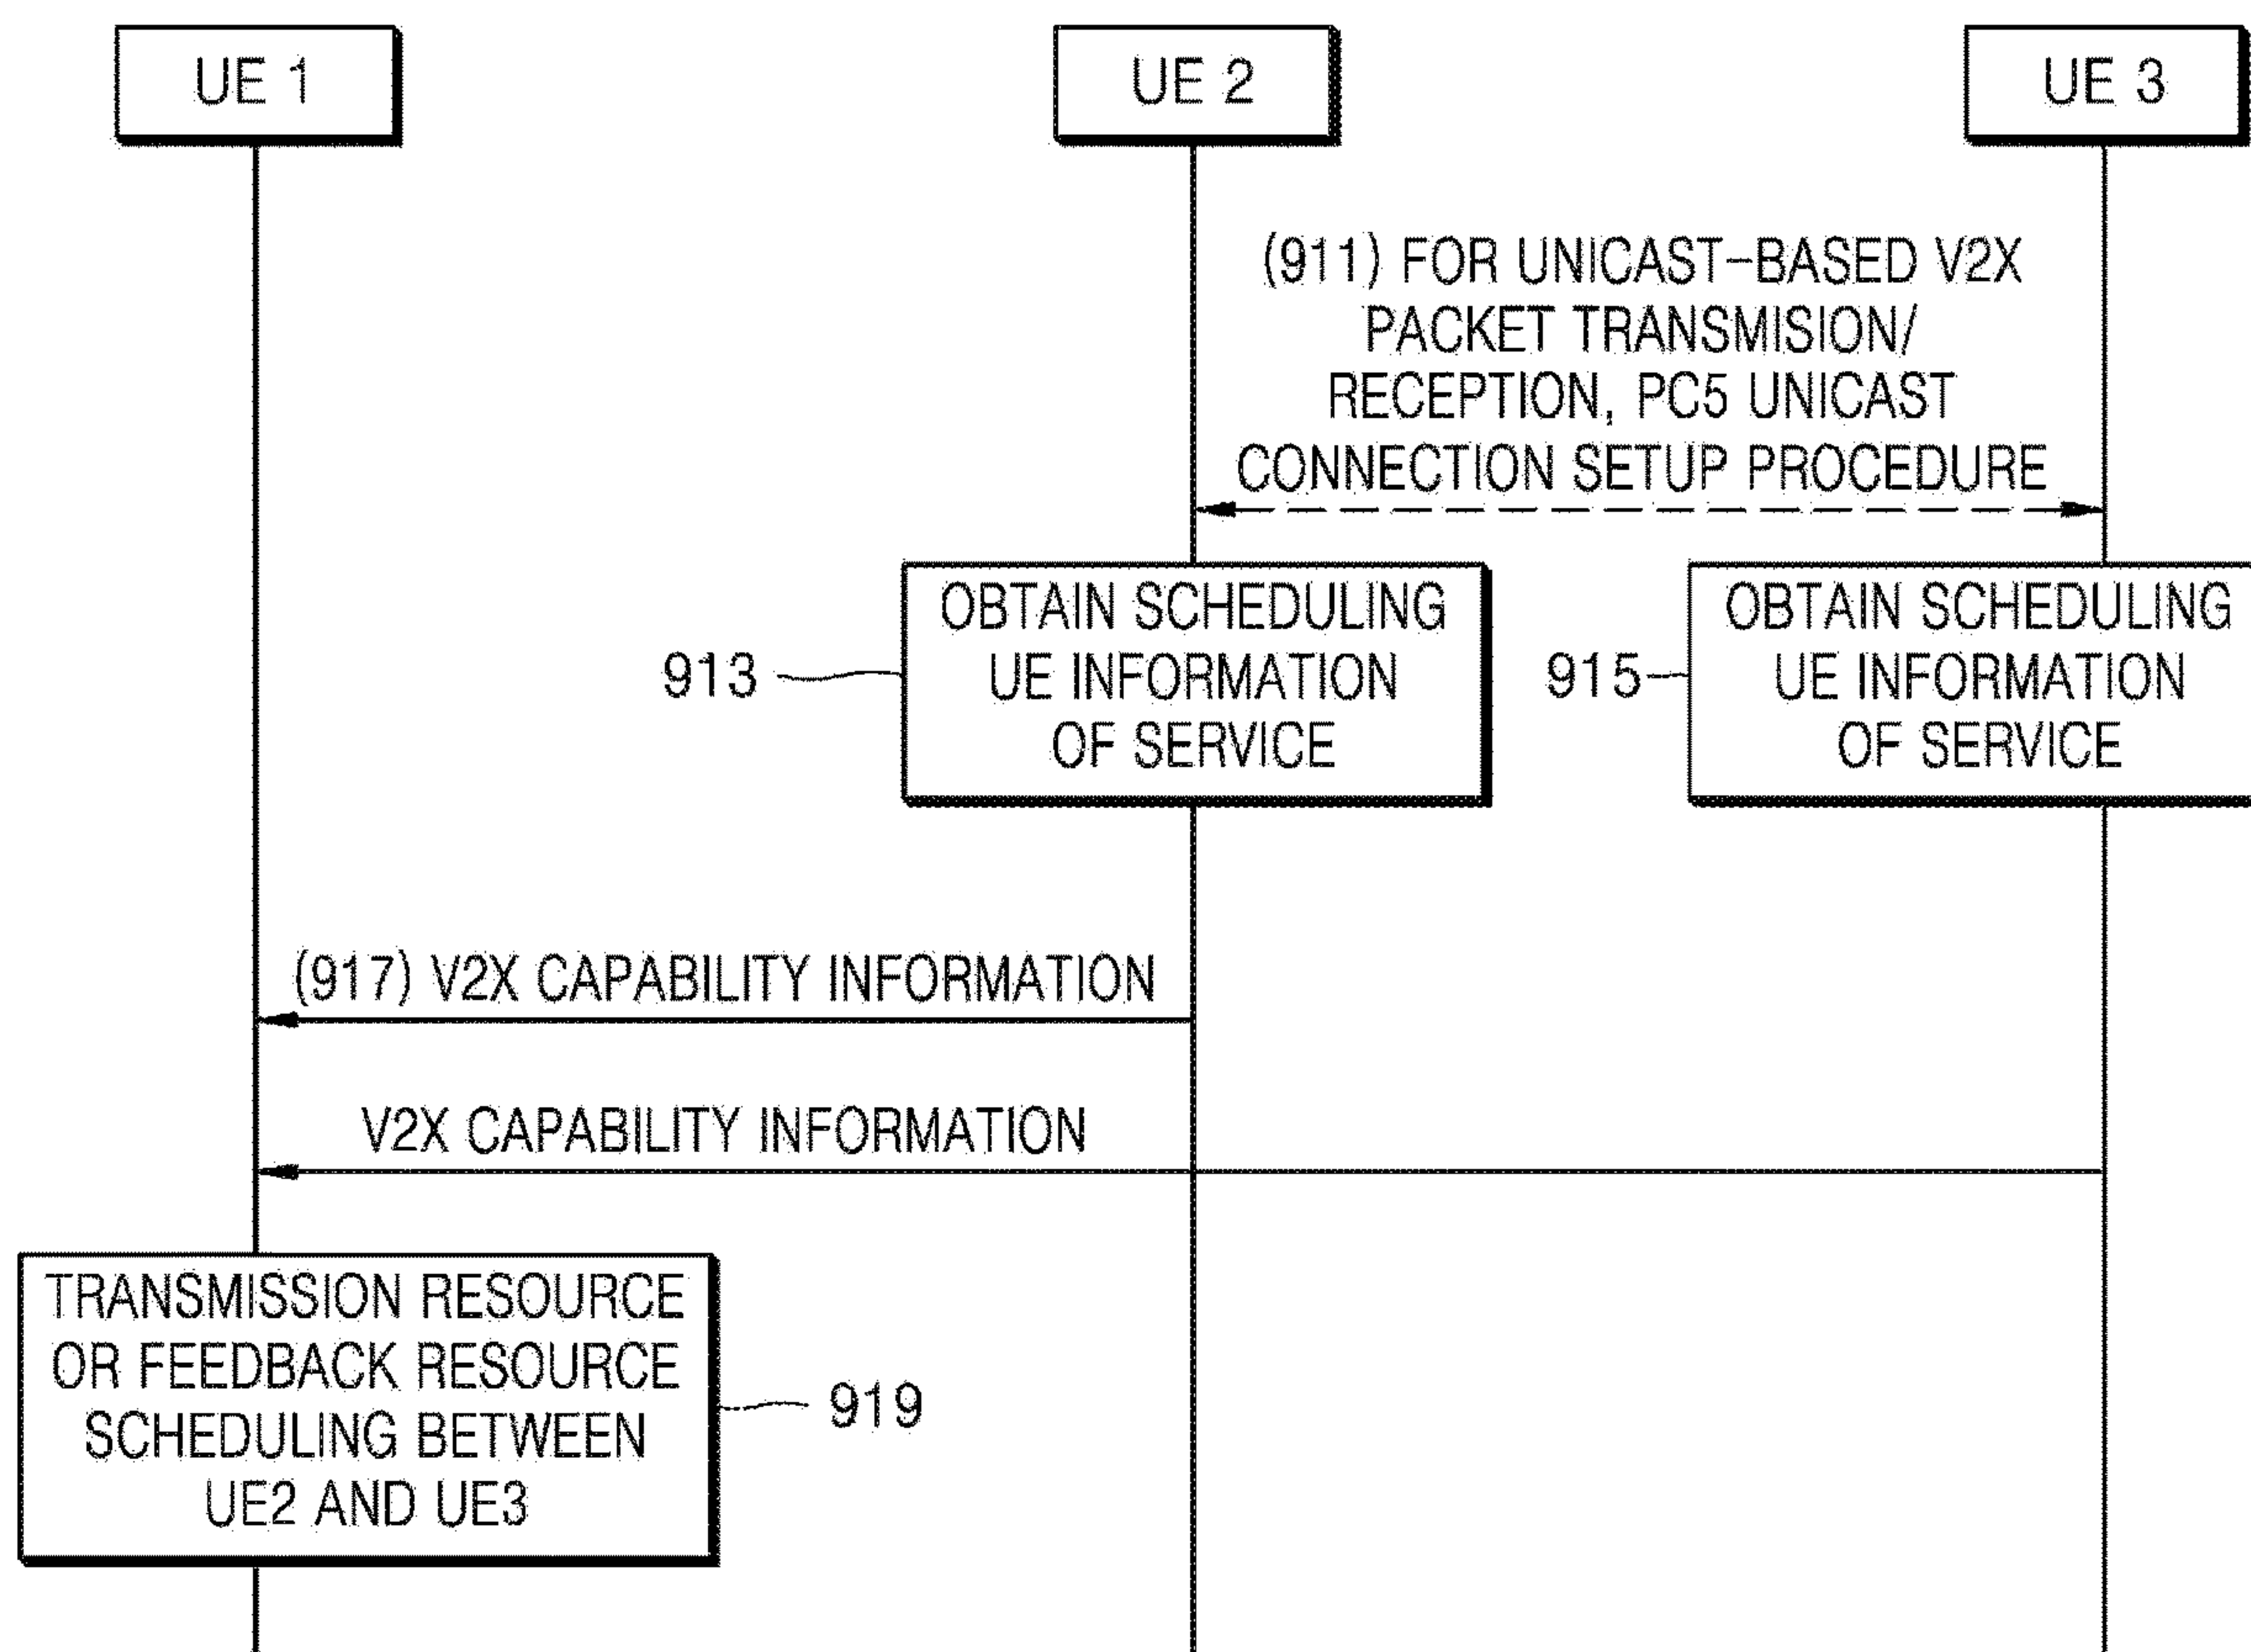 UE 1
UE 2
UE 3
(911) FOR UNICAST-BASED V2X
PACKET TRANSMISION/
RECEPTION, PC5 UNICAST
CONNECTION SETUP PROCEDURE
913
OBTAIN SCHEDULING
UE INFORMATION
OF SERVICE
915
OBTAIN SCHEDULING
UE INFORMATION
OF SERVICE
(917) V2X CAPABILITY INFORMATION
V2X CAPABILITY INFORMATION
TRANSMISSION RESOURCE
OR FEEDBACK RESOURCE
SCHEDULING BETWEEN
UE2 AND UE3
919